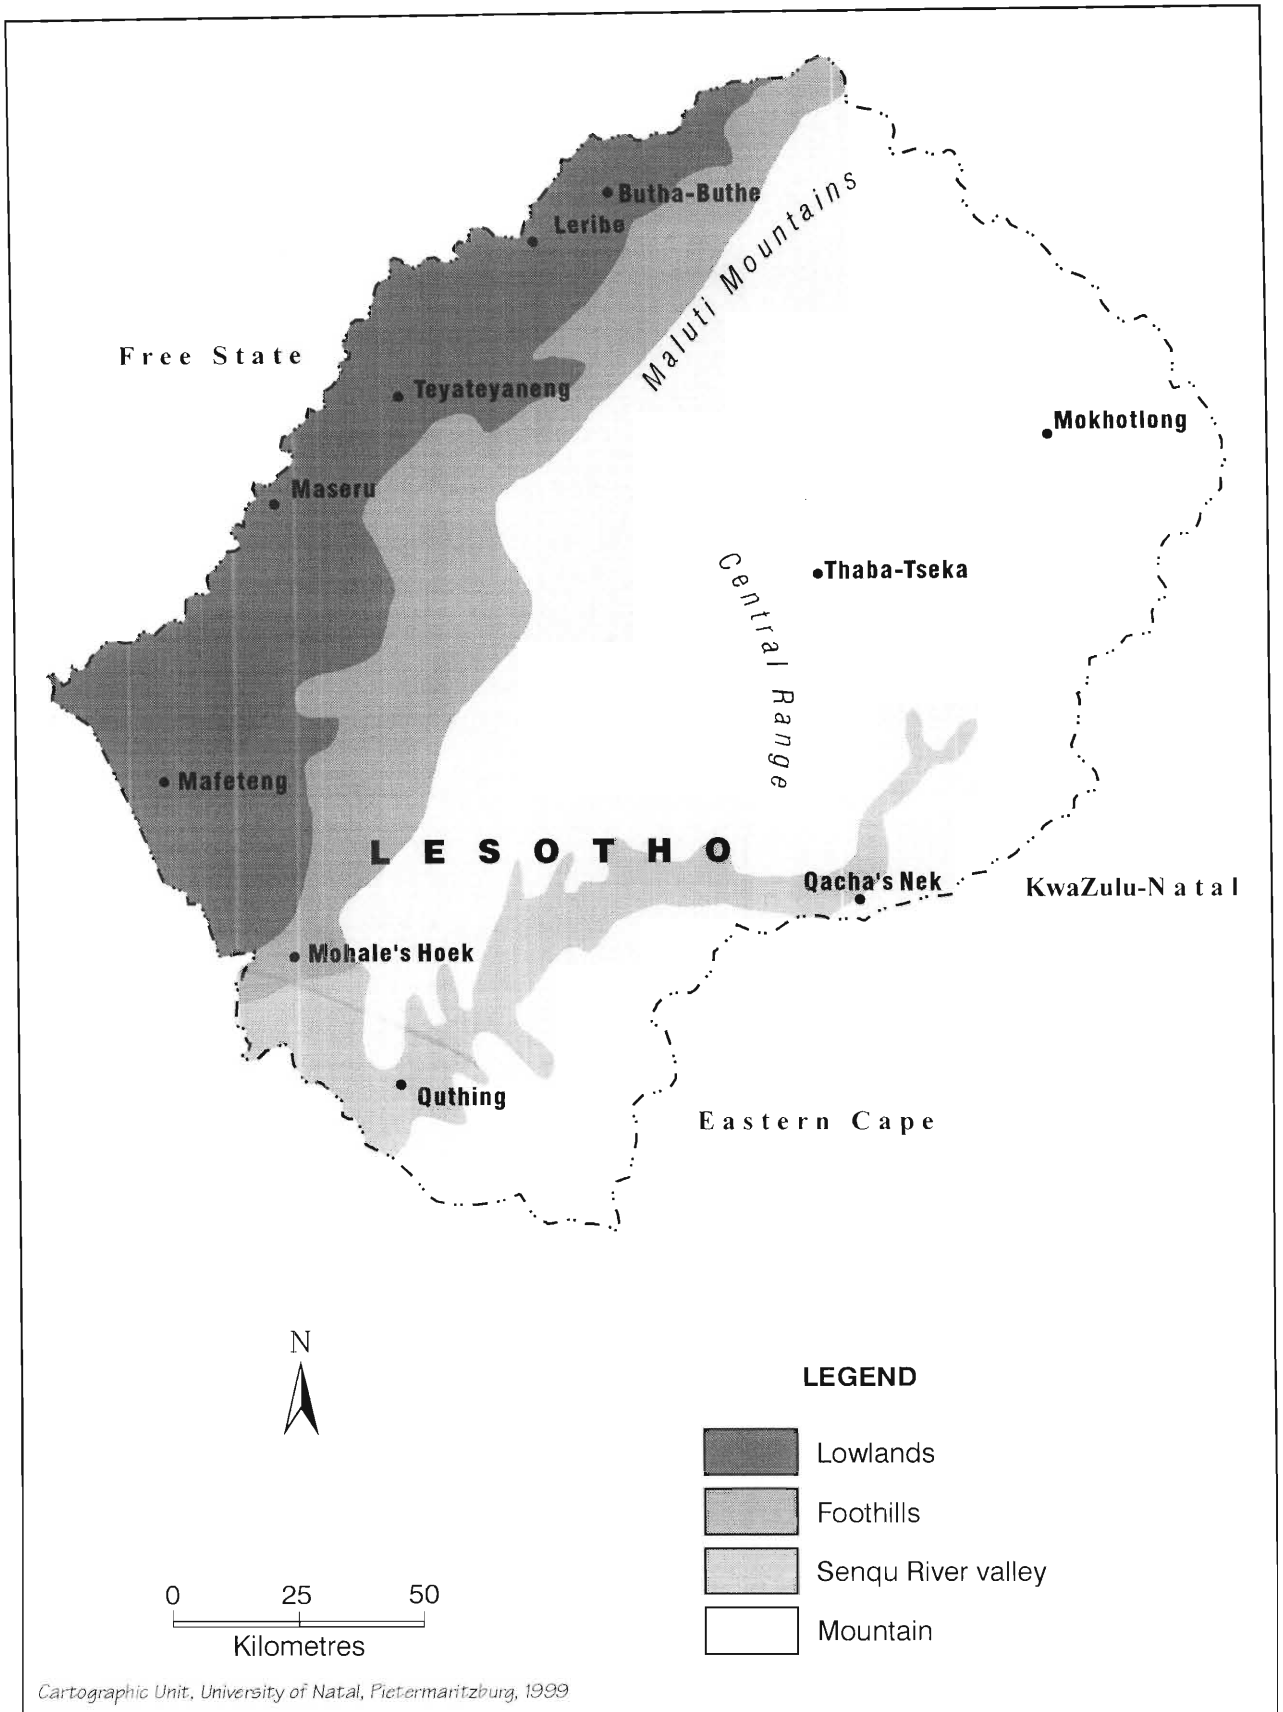 Butha-Buthe
Leribe
Maluti Mountains
Free State
Teyateyaneng
Mokhotlong
Maseru
Central Range
Thaba-Tseka
Mafeteng
LESOTHO
Qacha's Nek
KwaZulu-Natal
Mohale's Hoek
Quthing
Eastern Cape
N
LEGEND
Lowlands
Foothills
Senqu River valley
Mountain
0 25 50
Kilometres
Cartographic Unit, University of Natal, Pietermaritzburg, 1999